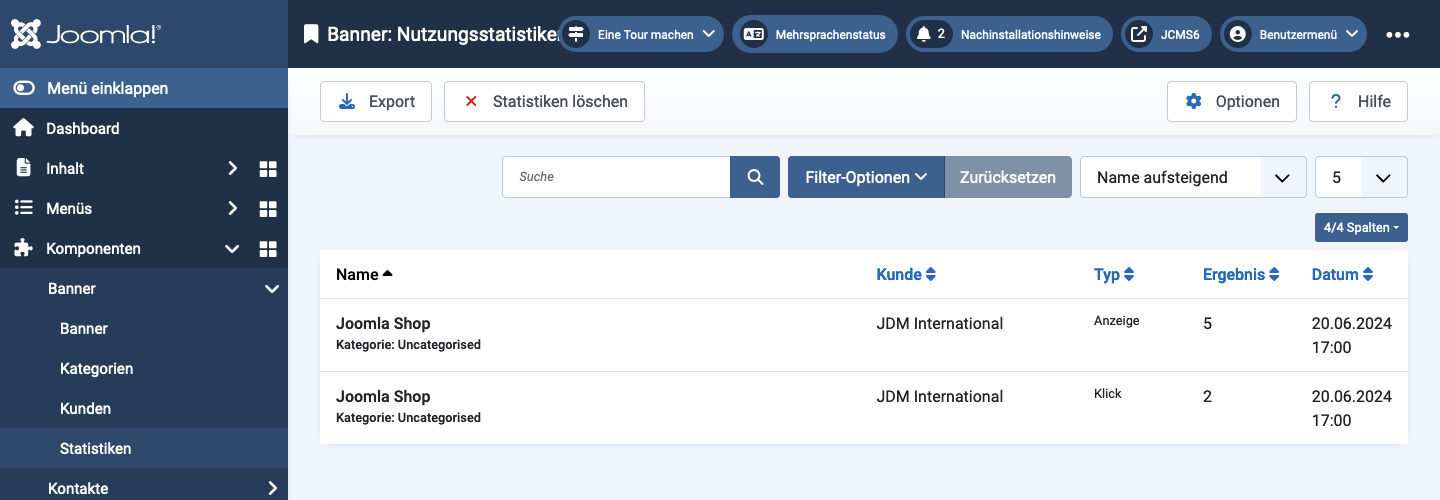 Joomla!®
Banner: Nutzungsstatistike
Eine Tour machen
Mehrsprachenstatus
2 Nachinstallationshinweise
JCMS6
Benutzermenü
Menü einklappen
Dashboard
Inhalt
Menüs
Komponenten
Banner
Banner
Kategorien
Kunden
Statistiken
Kontakte
Export
Statistiken löschen
Optionen
? Hilfe
Suche
Filter-Optionen
Zurücksetzen
Name aufsteigend
5
4/4 Spalten
Name Kunde Typ Ergebnis Datum
Joomla Shop JDM International Anzeige 5 20.06.2024
Kategorie: Uncategorised 17:00
Joomla Shop JDM International Klick 2 20.06.2024
Kategorie: Uncategorised 17:00